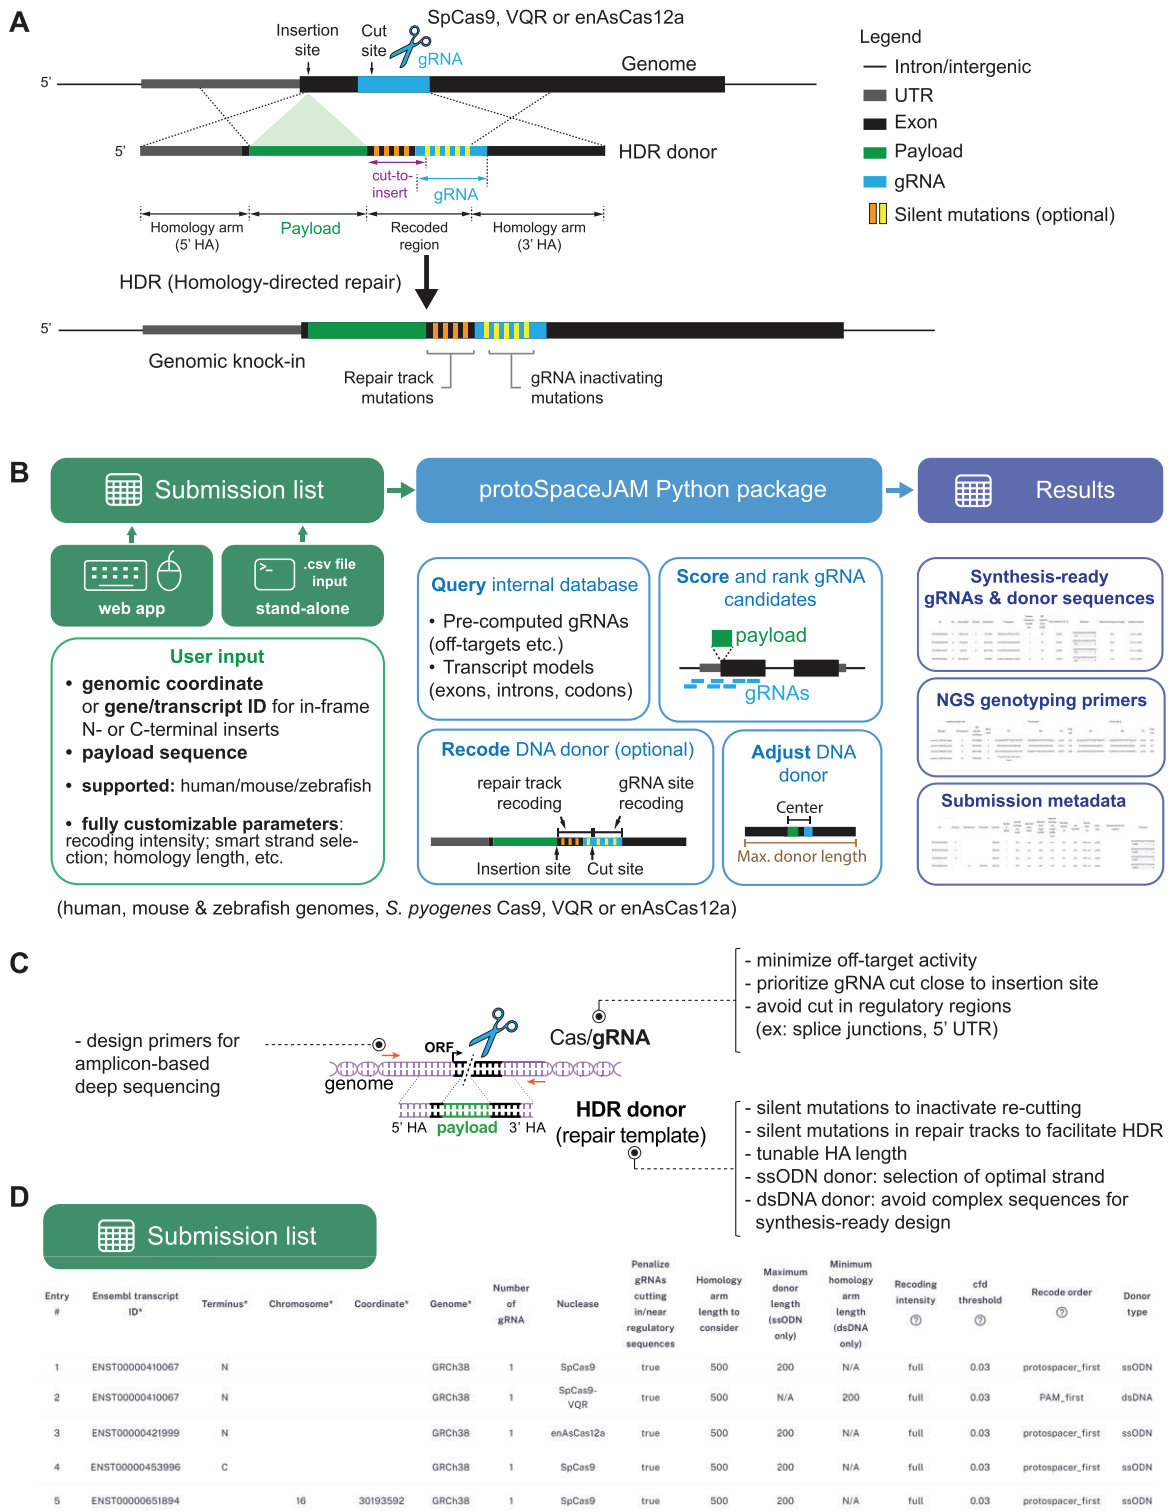 A
SpCas9, VQR or enAsCas12a
Insertion
site
Cut
site
gRNA
Genome
5'
5'
HDR donor
cut-to-
insert
gRNA
Homology arm
(5' HA)
Payload
Recoded
region
Homology arm
(3' HA)
HDR (Homology-directed repair)
5'
Genomic knock-in
Repair track
mutations
gRNA inactivating
mutations
Legend
Intron/intergenic
UTR
Exon
Payload
gRNA
Silent mutations (optional)
B
Submission list
protoSpaceJAM Python package
Results
web app
.csv file
input
stand-alone
User input
• genomic coordinate
or gene/transcript ID for in-frame
N- or C-terminal inserts
• payload sequence
• supported: human/mouse/zebrafish
• fully customizable parameters:
recoding intensity; smart strand sele-
ction; homology length, etc.
Query internal database
• Pre-computed gRNAs
(off-targets etc.)
• Transcript models
(exons, introns, codons)
Score and rank gRNA
candidates
payload
gRNAs
Recode DNA donor (optional)
repair track
recoding
gRNA site
recoding
Insertion site
Cut site
Adjust DNA
donor
Center
Max. donor length
Synthesis-ready
gRNAs & donor sequences
NGS genotyping primers
Submission metadata
(human, mouse & zebrafish genomes, S. pyogenes Cas9, VQR or enAsCas12a)
C
- design primers for
amplicon-based
deep sequencing
ORF
genome
5' HA payload 3' HA
Cas/gRNA
- minimize off-target activity
- prioritize gRNA cut close to insertion site
- avoid cut in regulatory regions
(ex: splice junctions, 5' UTR)
HDR donor
(repair template)
- silent mutations to inactivate re-cutting
- silent mutations in repair tracks to facilitate HDR
- tunable HA length
- ssODN donor: selection of optimal strand
- dsDNA donor: avoid complex sequences for
synthesis-ready design
D
Submission list
Entry
#
Ensembl transcript
ID*
Terminus*
Chromosome*
Coordinate*
Genome*
Number
of
gRNA
Nuclease
Penalize
gRNAs
cutting
in/near
regulatory
sequences
Homology
arm
length to
consider
Maximum
donor
length
(ssODN
only)
Minimum
homology
arm
length
(dsDNA
only)
Recoding
intensity
?
cfd
threshold
?
Recode order
?
Donor
type
1 ENST00000410067 N GRCh38 1 SpCas9 true 500 200 N/A full 0.03 protospacer_first ssODN
2 ENST00000410067 N GRCh38 1 SpCas9-
VQR true 500 N/A 200 full 0.03 PAM_first dsDNA
3 ENST00000421999 N GRCh38 1 enAsCas12a true 500 200 N/A full 0.03 protospacer_first ssODN
4 ENST00000453996 C GRCh38 1 SpCas9 true 500 200 N/A full 0.03 protospacer_first ssODN
5 ENST00000651894 16 30193592 GRCh38 1 SpCas9 true 500 200 N/A full 0.03 protospacer_first ssODN